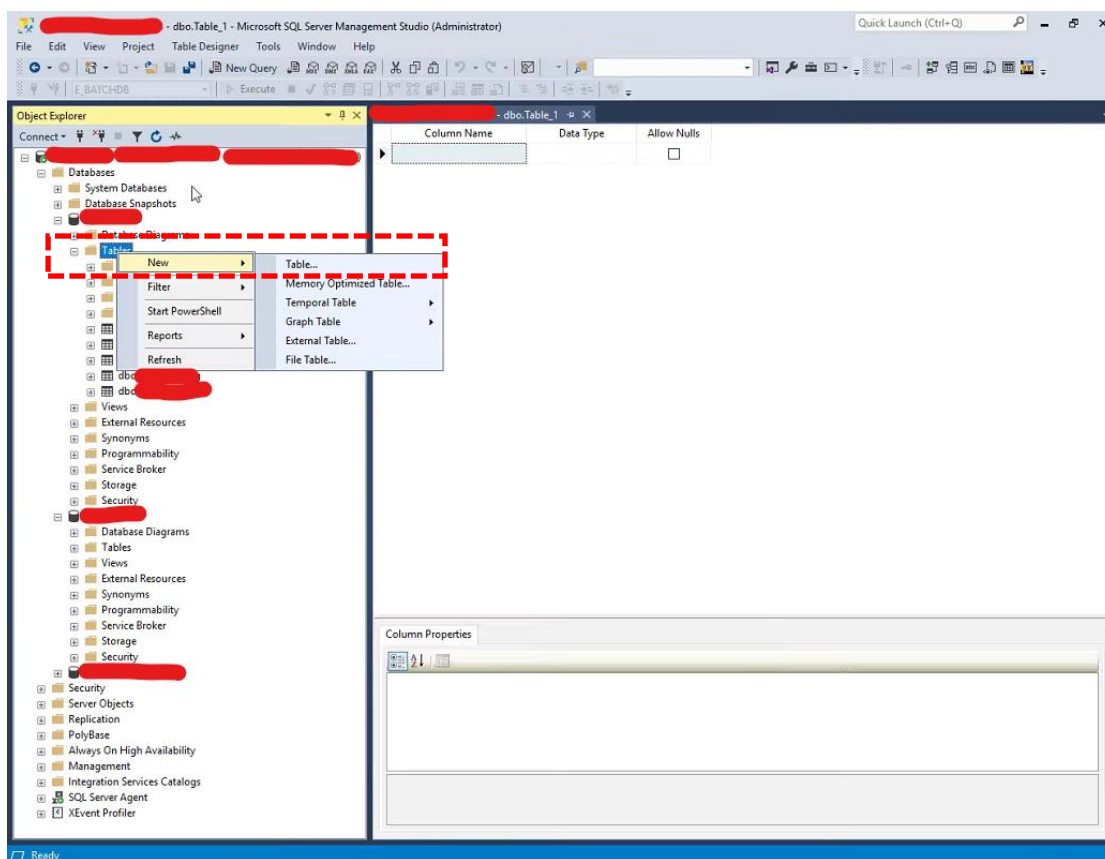 - dbo.Table_1 - Microsoft SQL Server Management Studio (Administrator)
Quick Launch (Ctrl+Q)
File Edit View Project Table Designer Tools Window Help
New Query
E_BATCHDB Execute
Object Explorer
Connect
Databases
System Databases
Database Snapshots
Database Diagrams
Tables
Views
External Resources
Synonyms
Programmability
Service Broker
Storage
Security
Database Diagrams
Tables
Views
External Resources
Synonyms
Programmability
Service Broker
Storage
Security
Security
Server Objects
Replication
PolyBase
Always On High Availability
Management
Integration Services Catalogs
SQL Server Agent
XEvent Profiler
New
Filter
Start PowerShell
Reports
Refresh
dbo
dbo
Table...
Memory Optimized Table...
Temporal Table
Graph Table
External Table...
File Table...
- dbo.Table_1
Column Name Data Type Allow Nulls
Column Properties
Ready